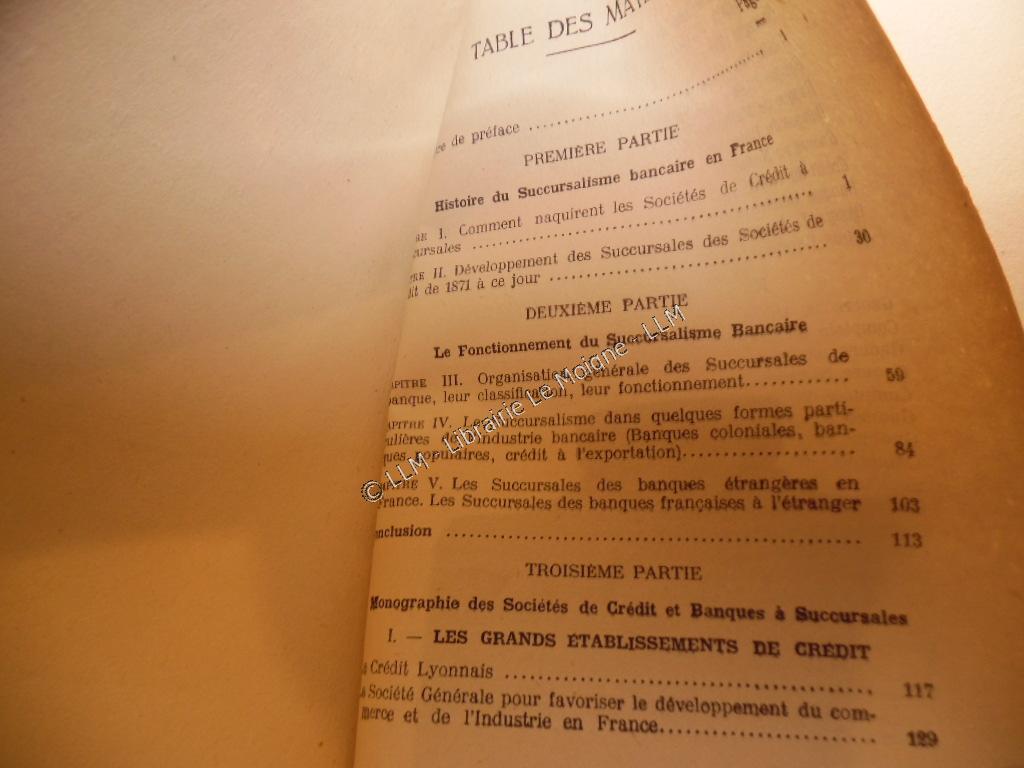 TABLE DES
Page
de préface .......... 1
PREMIÈRE PARTIE
Histoire du Succursalisme bancaire en France
I. Comment naquirent les Sociétés de Crédit à
.......... 1
II. Développement des Succursales des Sociétés de
de 1871 à ce jour .......... 30
DEUXIÈME PARTIE
Le Fonctionnement du Succursalisme Bancaire
III. Organisation générale des Succursales de
banque, leur classification, leur fonctionnement.......... 59
IV. Le Succursalisme dans quelques formes parti-
culières de l'industrie bancaire (Banques coloniales, ban-
ques populaires, crédit à l'exportation).......... 84
V. Les Succursales des banques étrangères en
France. Les Succursales des banques françaises à l'étranger 103
onclusion .......... 113
TROISIÈME PARTIE
Monographie des Sociétés de Crédit et Banques à Succursales
I. — LES GRANDS ÉTABLISSEMENTS DE CRÉDIT
Crédit Lyonnais .......... 117
Société Générale pour favoriser le développement du com-
merce et de l'Industrie en France.......... 129
© LLM - Librairie Le Moigne - LLM